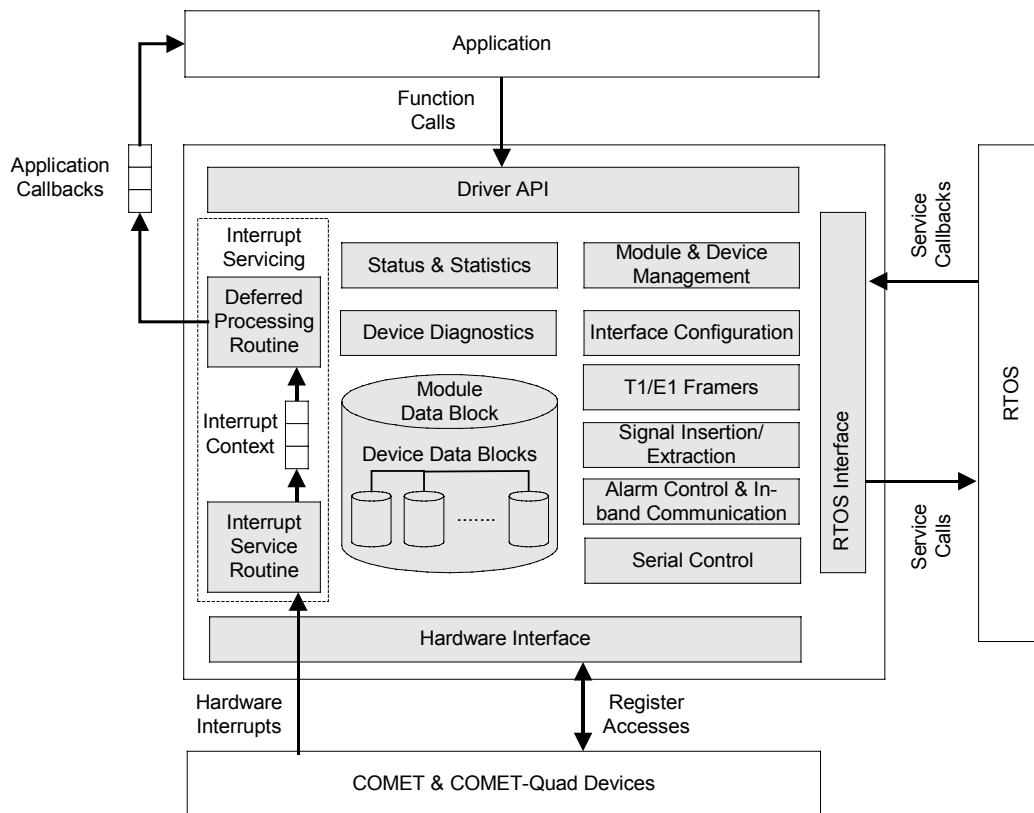 Application
Function
Calls
Application
Callbacks
Driver API
Interrupt
Servicing
Deferred
Processing
Routine
Interrupt
Context
Interrupt
Service
Routine
Status & Statistics
Device Diagnostics
Module
Data Block
Device Data Blocks
.......
Module & Device
Management
Interface Configuration
T1/E1 Framers
Signal Insertion/
Extraction
Alarm Control & In-
band Communication
Serial Control
RTOS Interface
Service
Callbacks
Service
Calls
RTOS
Hardware Interface
Hardware
Interrupts
Register
Accesses
COMET & COMET-Quad Devices